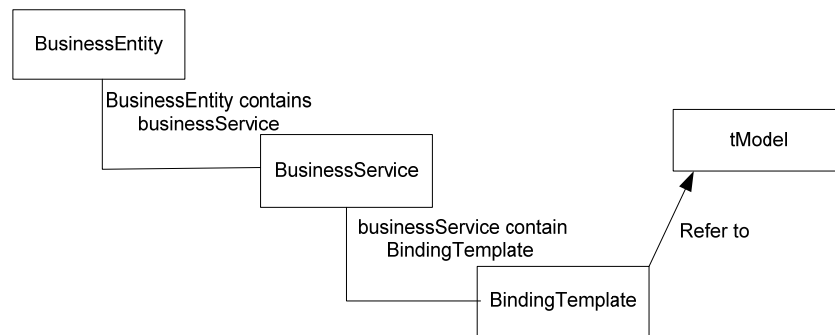 BusinessEntity
BusinessEntity contains
businessService
tModel
BusinessService
businessService contain
BindingTemplate
Refer to
BindingTemplate